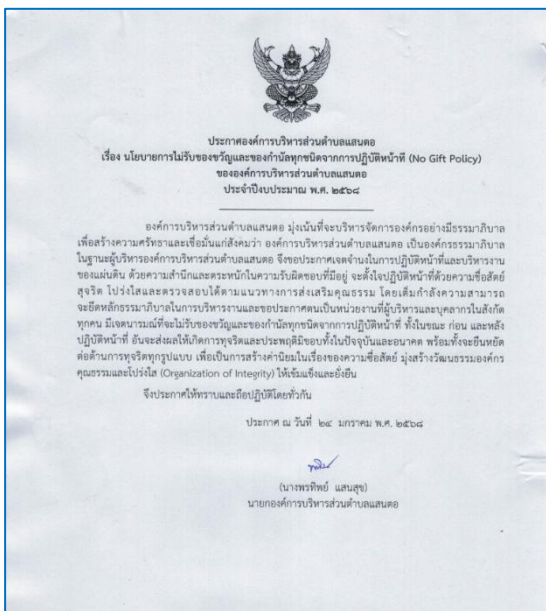 ประกาศองค์การบริหารส่วนตำบลแสนตอ
เรื่อง นโยบายการไม่รับของขวัญและของกำนัลทุกชนิดจากการปฏิบัติหน้าที่ (No Gift Policy)
ขององค์การบริหารส่วนตำบลแสนตอ
ประจำปีงบประมาณ พ.ศ. ๒๕๖๘
องค์การบริหารส่วนตำบลแสนตอ มุ่งเน้นที่จะบริหารจัดการองค์กรอย่างมีธรรมาภิบาล
เพื่อสร้างความศรัทธาและเชื่อมั่นแก่สังคมว่า องค์การบริหารส่วนตำบลแสนตอ เป็นองค์กรธรรมาภิบาล
ในฐานะผู้บริหารองค์การบริหารส่วนตำบลแสนตอ จึงขอประกาศเจตจำนงในการปฏิบัติหน้าที่และบริหารงาน
ของแผ่นดิน ด้วยความสำนึกและตระหนักในความรับผิดชอบที่มีอยู่ จะตั้งใจปฏิบัติหน้าที่ด้วยความซื่อสัตย์
สุจริต โปร่งใสและตรวจสอบได้ตามแนวทางการส่งเสริมคุณธรรม โดยเต็มกำลังความสามารถ
จะยึดหลักธรรมาภิบาลในการบริหารงานและขอประกาศตนเป็นหน่วยงานที่ผู้บริหารและบุคลากรในสังกัด
ทุกคน มีเจตนารมณ์ที่จะไม่รับของขวัญและของกำนัลทุกชนิดจากการปฏิบัติหน้าที่ ทั้งในขณะ ก่อน และหลัง
ปฏิบัติหน้าที่ อันจะส่งผลให้เกิดการทุจริตและประพฤติมิชอบทั้งในปัจจุบันและอนาคต พร้อมทั้งจะยืนหยัด
ต่อต้านการทุจริตทุกรูปแบบ เพื่อเป็นการสร้างค่านิยมในเรื่องของความซื่อสัตย์ มุ่งสร้างวัฒนธรรมองค์กร
คุณธรรมและโปร่งใส (Organization of Integrity) ให้เข้มแข็งและยั่งยืน
จึงประกาศให้ทราบและถือปฏิบัติโดยทั่วกัน
ประกาศ ณ วันที่ ๒๔ มกราคม พ.ศ. ๒๕๖๘
(นางพรทิพย์ แสนสุข)
นายกองค์การบริหารส่วนตำบลแสนตอ